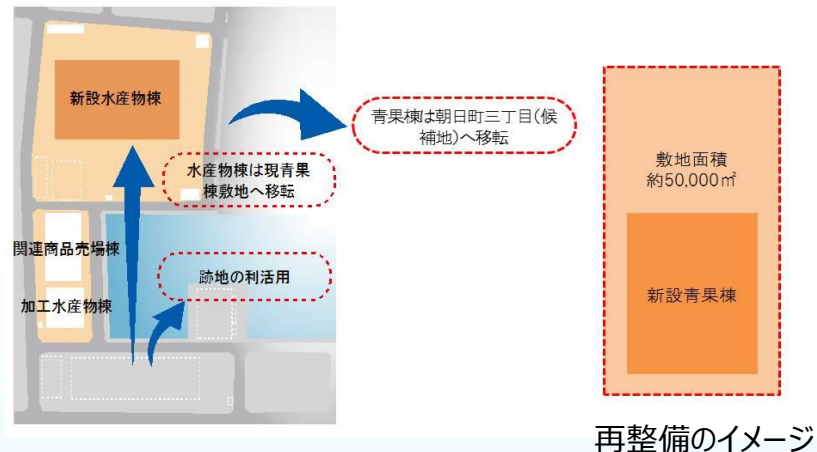 新設水産物棟
青果棟は朝日町三丁目(候
補地)へ移転
水産物棟は現青果
棟敷地へ移転
関連商品売場棟
跡地の利活用
加工水産物棟
敷地面積
約50,000㎡
新設青果棟
再整備のイメージ